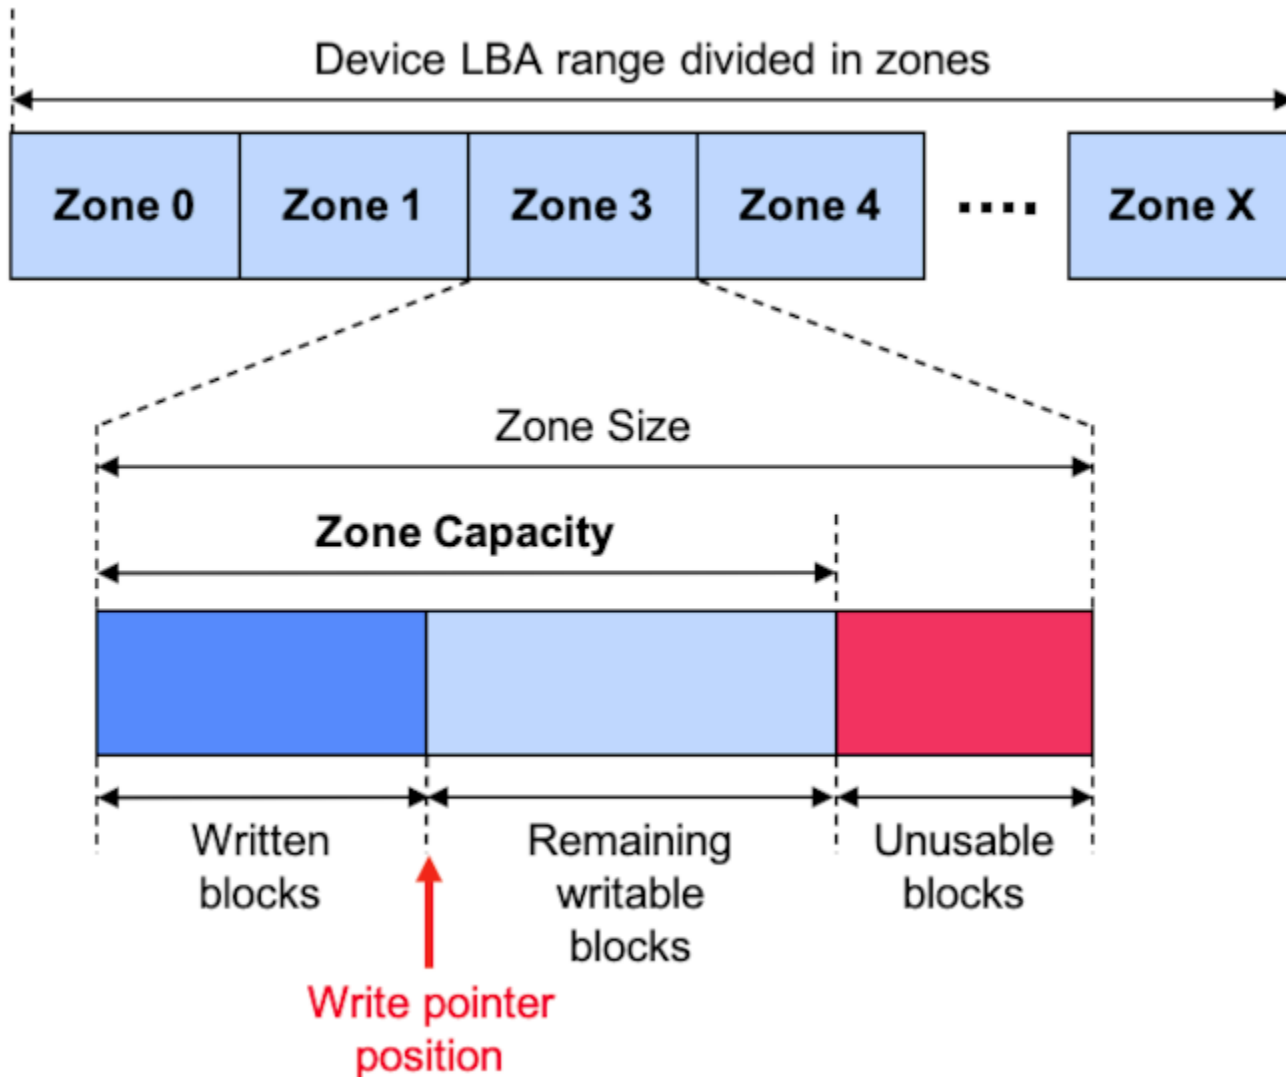 Device LBA range divided in zones
Zone 0 Zone 1 Zone 3 Zone 4 .... Zone X
Zone Size
Zone Capacity
Written
blocks
Remaining
writable
blocks
Unusable
blocks
Write pointer
position